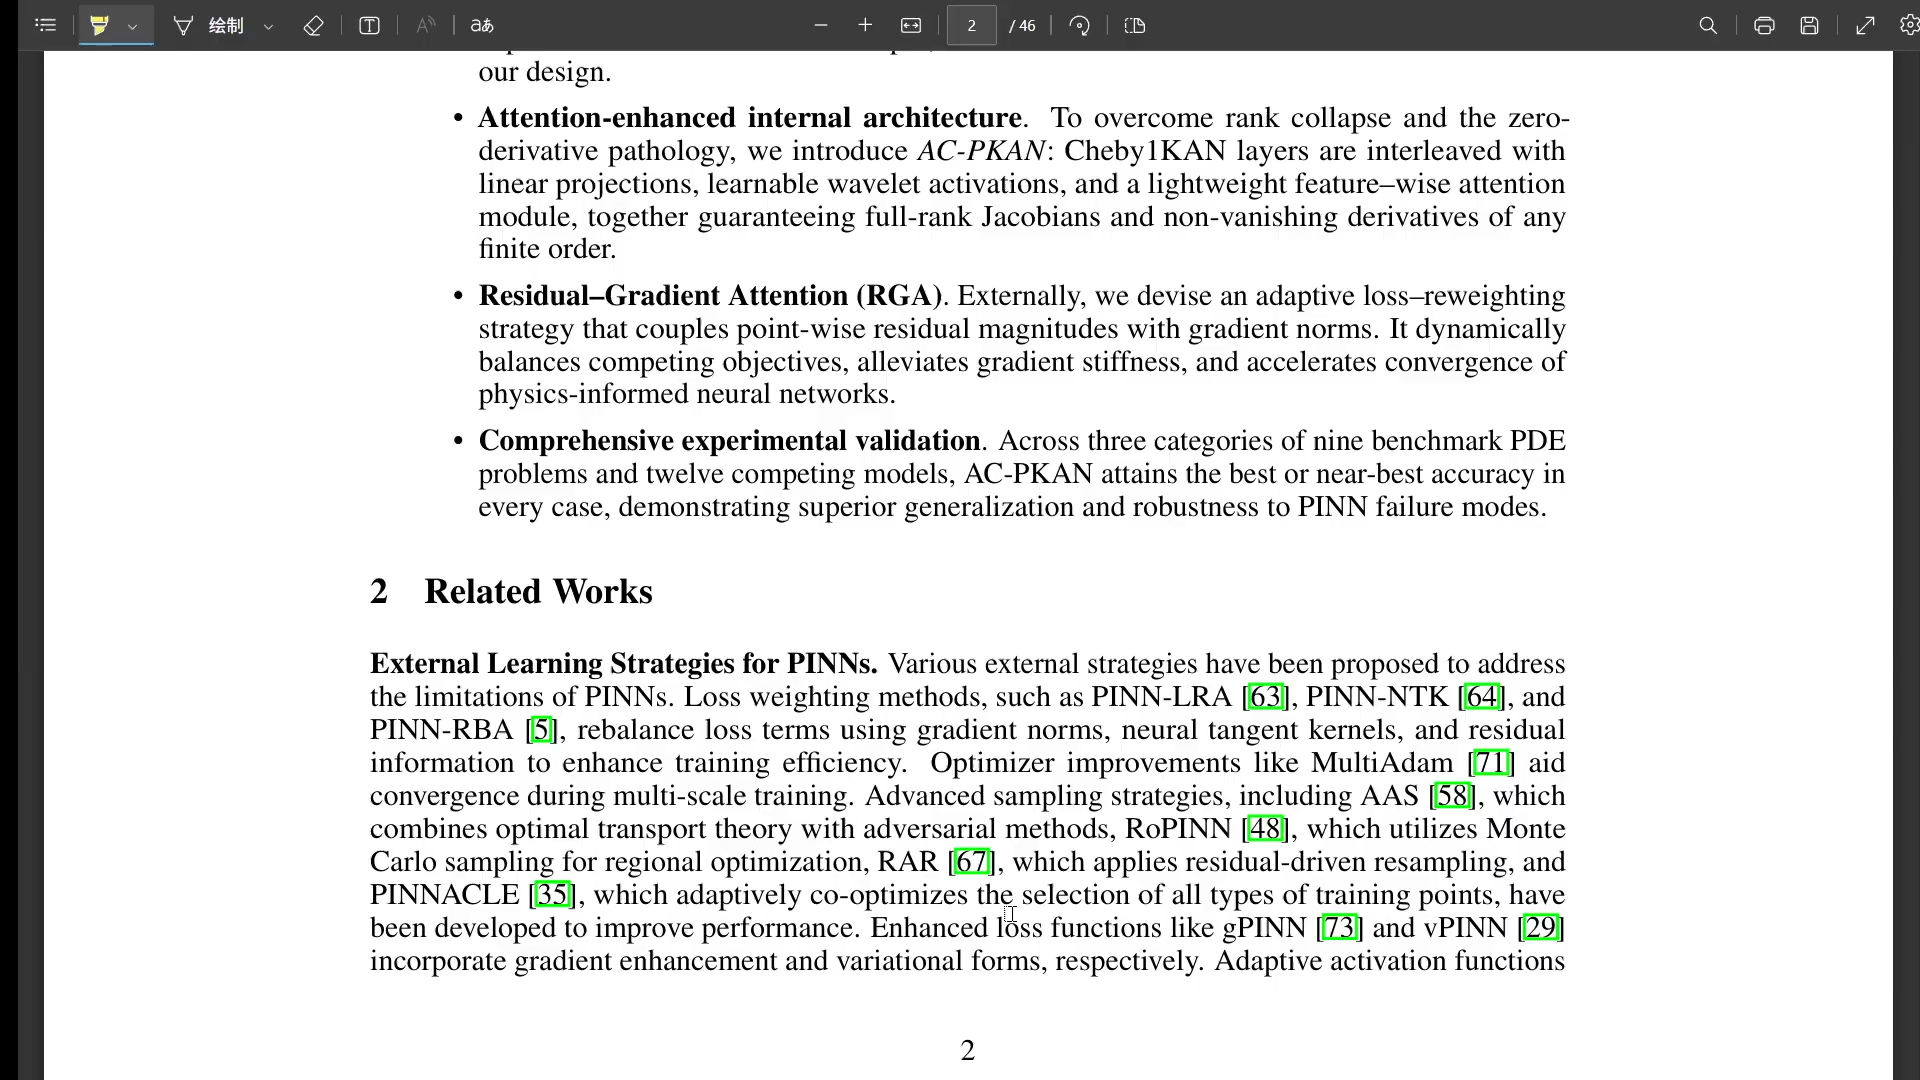 绘制 aあ 2 / 46
our design.
• Attention-enhanced internal architecture. To overcome rank collapse and the zero-
derivative pathology, we introduce AC-PKAN: Cheby1KAN layers are interleaved with
linear projections, learnable wavelet activations, and a lightweight feature–wise attention
module, together guaranteeing full-rank Jacobians and non-vanishing derivatives of any
finite order.
• Residual–Gradient Attention (RGA). Externally, we devise an adaptive loss–reweighting
strategy that couples point-wise residual magnitudes with gradient norms. It dynamically
balances competing objectives, alleviates gradient stiffness, and accelerates convergence of
physics-informed neural networks.
• Comprehensive experimental validation. Across three categories of nine benchmark PDE
problems and twelve competing models, AC-PKAN attains the best or near-best accuracy in
every case, demonstrating superior generalization and robustness to PINN failure modes.
2 Related Works
External Learning Strategies for PINNs. Various external strategies have been proposed to address
the limitations of PINNs. Loss weighting methods, such as PINN-LRA [63], PINN-NTK [64], and
PINN-RBA [5], rebalance loss terms using gradient norms, neural tangent kernels, and residual
information to enhance training efficiency. Optimizer improvements like MultiAdam [71] aid
convergence during multi-scale training. Advanced sampling strategies, including AAS [58], which
combines optimal transport theory with adversarial methods, RoPINN [48], which utilizes Monte
Carlo sampling for regional optimization, RAR [67], which applies residual-driven resampling, and
PINNACLE [35], which adaptively co-optimizes the selection of all types of training points, have
been developed to improve performance. Enhanced loss functions like gPINN [73] and vPINN [29]
incorporate gradient enhancement and variational forms, respectively. Adaptive activation functions
2